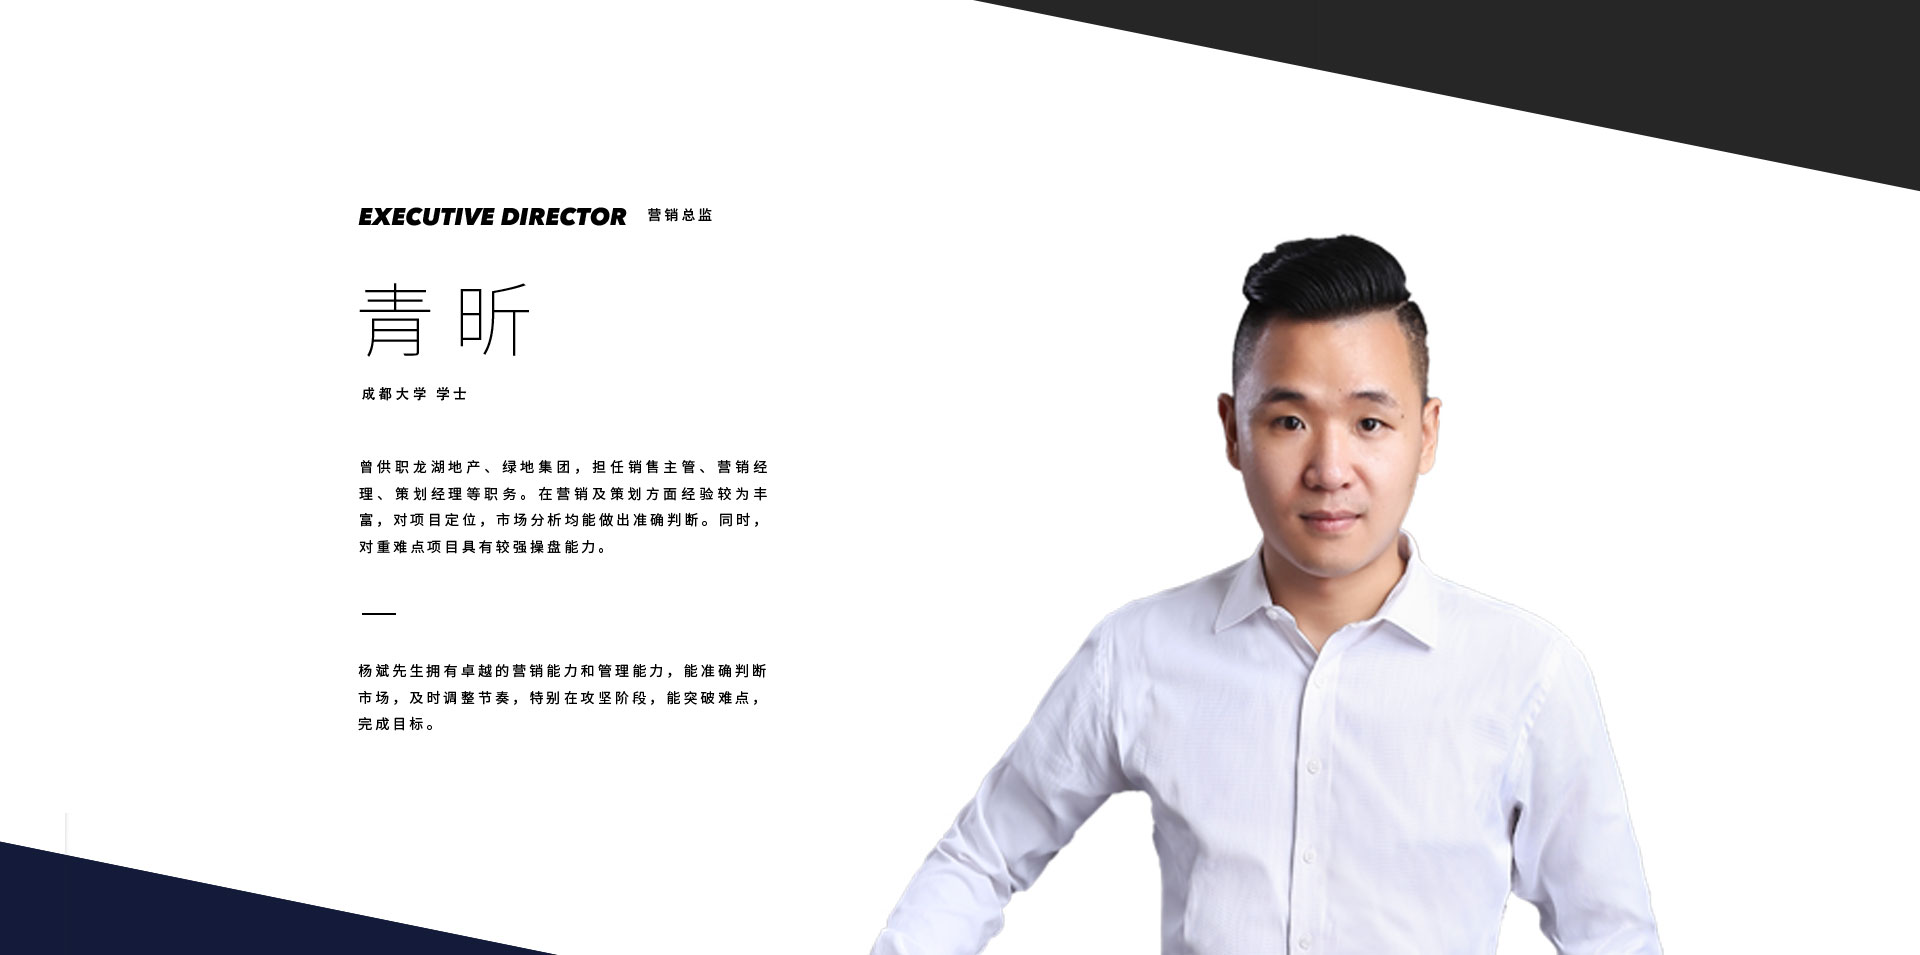 EXECUTIVE DIRECTOR 营销总监
青昕
成都大学 学士
曾供职龙湖地产、绿地集团，担任销售主管、营销经
理、策划经理等职务。在营销及策划方面经验较为丰
富，对项目定位，市场分析均能做出准确判断。同时，
对重难点项目具有较强操盘能力。
杨斌先生拥有卓越的营销能力和管理能力，能准确判断
市场，及时调整节奏，特别在攻坚阶段，能突破难点，
完成目标。